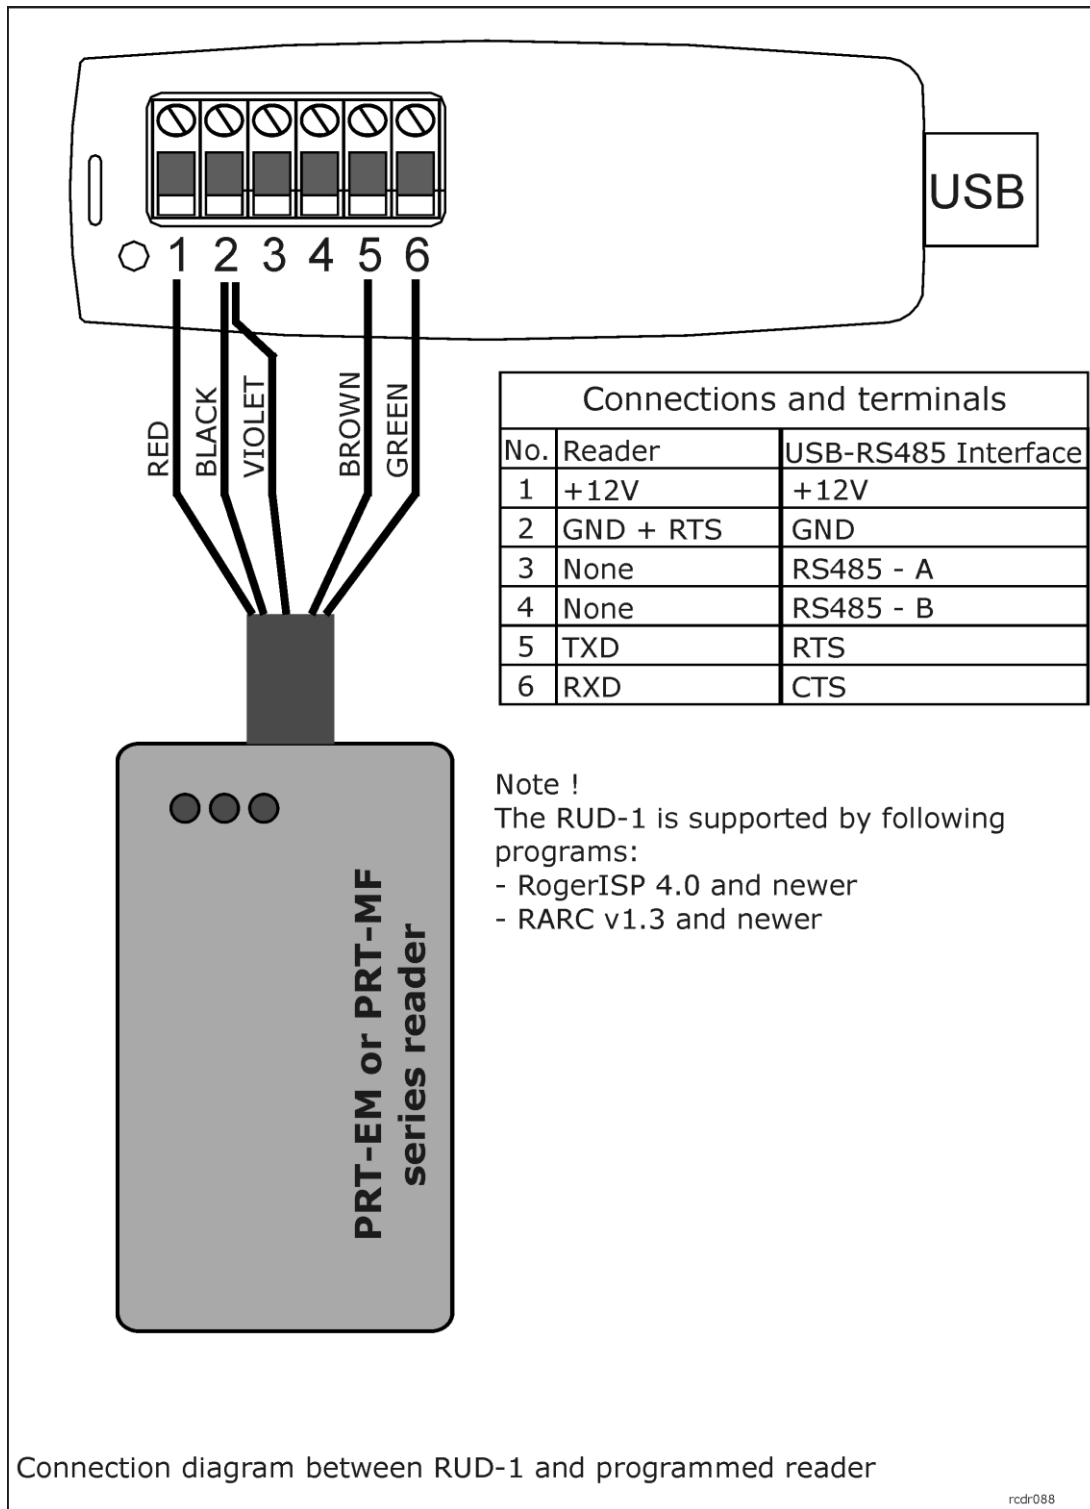 USB
1 2 3 4 5 6
RED
BLACK
VIOLET
BROWN
GREEN
Connections and terminals
No. Reader USB-RS485 Interface
1 +12V +12V
2 GND + RTS GND
3 None RS485 - A
4 None RS485 - B
5 TXD RTS
6 RXD CTS
Note !
The RUD-1 is supported by following
programs:
- RogerISP 4.0 and newer
- RARC v1.3 and newer
PRT-EM or PRT-MF
series reader
Connection diagram between RUD-1 and programmed reader
rcdr088